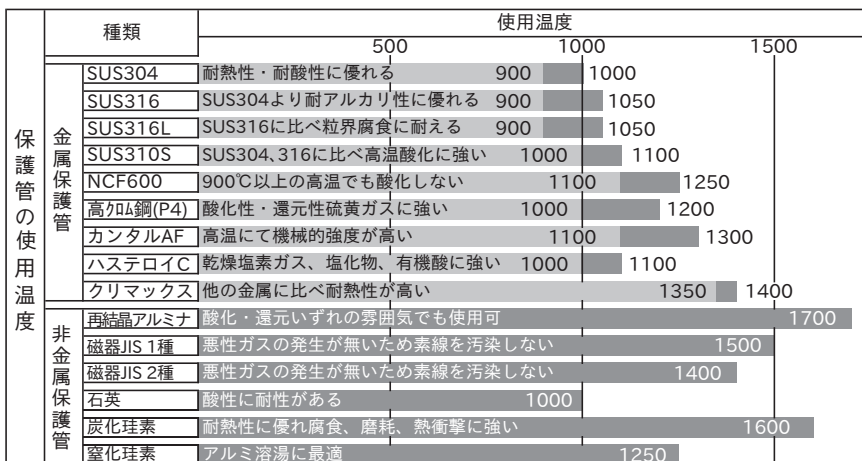 種類 使用温度
500 1000 1500
保護管の使用温度
金属保護管
SUS304 耐熱性・耐酸性に優れる 900 1000
SUS316 SUS304より耐アルカリ性に優れる 900 1050
SUS316L SUS316に比べ粒界腐食に耐える 900 1050
SUS310S SUS304、316に比べ高温酸化に強い 1000 1100
NCF600 900℃以上の高温でも酸化しない 1100 1250
高ｸﾛﾑ鋼(P4) 酸化性・還元性硫黄ガスに強い 1000 1200
カンタルAF 高温にて機械的強度が高い 1100 1300
ハステロイC 乾燥塩素ガス、塩化物、有機酸に強い 1000 1100
クリマックス 他の金属に比べ耐熱性が高い 1350 1400
非金属保護管
再結晶アルミナ 酸化・還元いずれの雰囲気でも使用可 1700
磁器JIS 1種 悪性ガスの発生が無いため素線を汚染しない 1500
磁器JIS 2種 悪性ガスの発生が無いため素線を汚染しない 1400
石英 酸性に耐性がある 1000
炭化珪素 耐熱性に優れ腐食、磨耗、熱衝撃に強い 1600
窒化珪素 アルミ溶湯に最適 1250